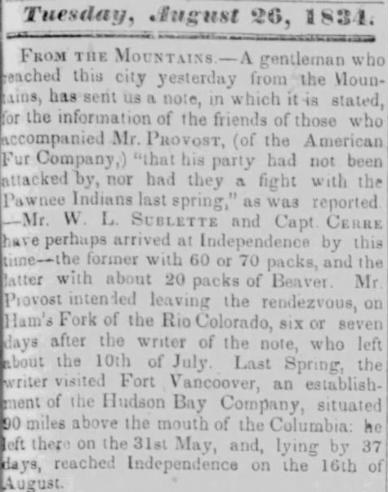 Tuesday, August 26, 1834.
FROM THE MOUNTAINS.—A gentleman who
reached this city yesterday from the Moun-
tains, has sent us a note, in which it is stated,
for the information of the friends of those who
accompanied Mr. PROVOST, (of the American
Fur Company,) "that his party had not been
attacked by, nor had they a fight with the
Pawnee Indians last spring," as was reported.
—Mr. W. L. SUBLETTE and Capt. CERRE
have perhaps arrived at Independence by this
time—the former with 60 or 70 packs, and the
latter with about 20 packs of Beaver. Mr.
Provost intended leaving the rendezvous, on
Ham's Fork of the Rio Colorado, six or seven
days after the writer of the note, who left
about the 10th of July. Last Spring, the
writer visited Fort Vancoover, an establish-
ment of the Hudson Bay Company, situated
90 miles above the mouth of the Columbia: he
left there on the 31st May, and, lying by 37
days, reached Independence on the 16th of
August.